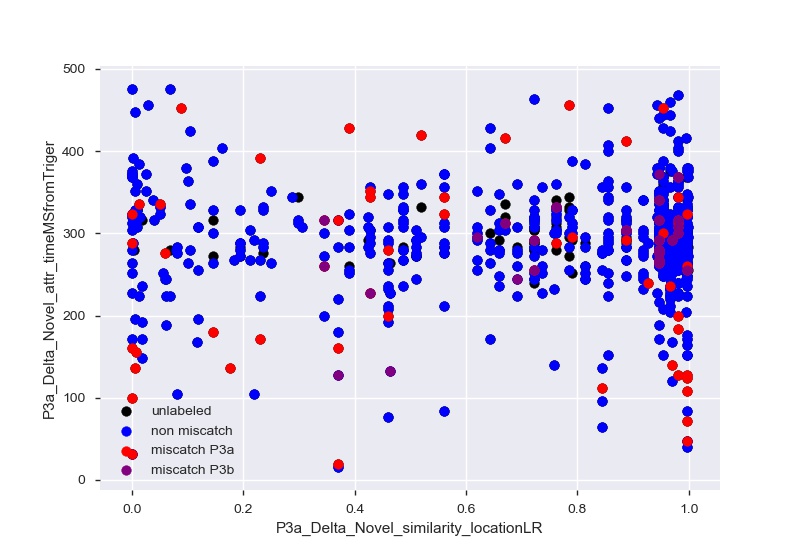 500
400
300
200
100
0
P3a_Delta_Novel_attr_timeMSfromTriger
unlabeled
non miscatch
miscatch P3a
miscatch P3b
0.0 0.2 0.4 0.6 0.8 1.0
P3a_Delta_Novel_similarity_locationLR